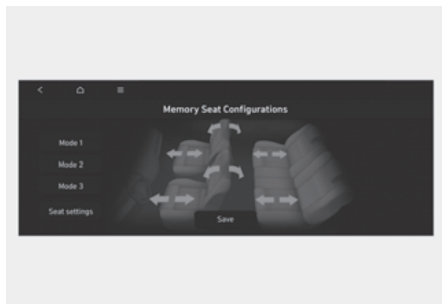 Memory Seat Configurations
Mode 1
Mode 2
Mode 3
Seat settings
Save